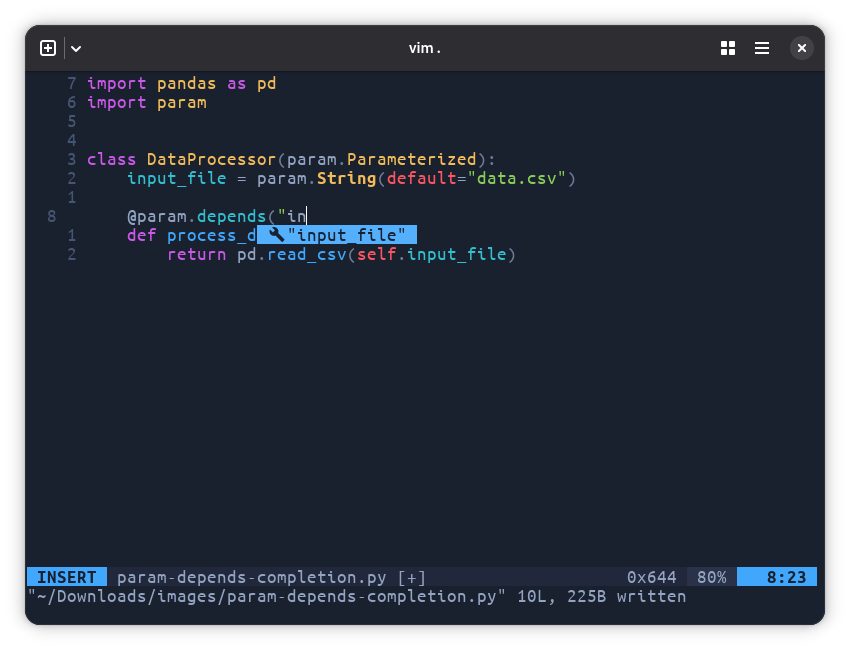 vim .
7 import pandas as pd
6 import param
5
4
3 class DataProcessor(param.Parameterized):
2     input_file = param.String(default="data.csv")
1
8     @param.depends("in
1     def process_d "input_file"
2         return pd.read_csv(self.input_file)
INSERT param-depends-completion.py [+] 0x644 80% 8:23
"~/Downloads/images/param-depends-completion.py" 10L, 225B written